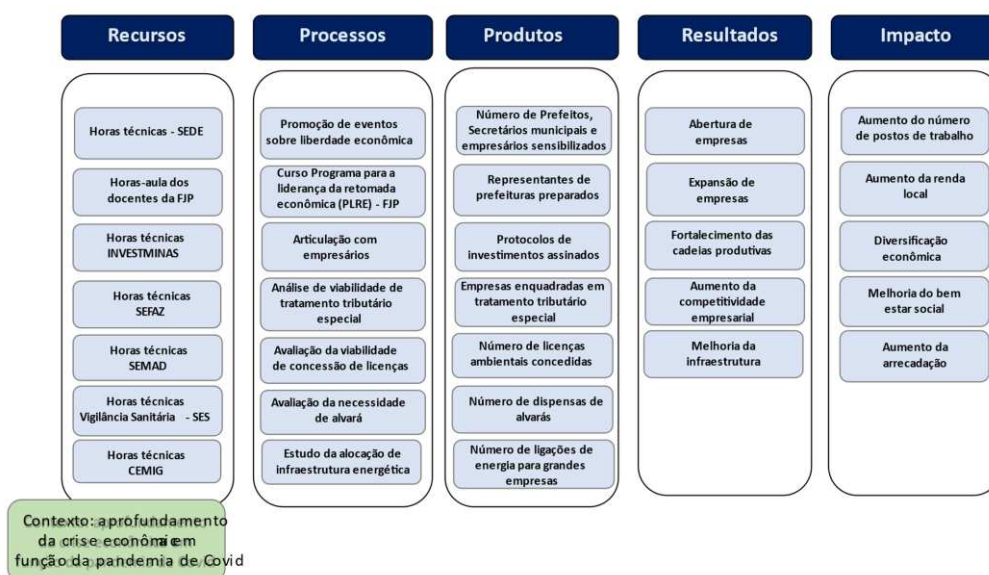 Recursos
Processos
Produtos
Resultados
Impacto
Horas técnicas - SEDE
Horas-aula dos
docentes da FJP
Horas técnicas
INVESTMINAS
Horas técnicas
SEFAZ
Horas técnicas
SEMAD
Horas técnicas
Vigilância Sanitária - SES
Horas técnicas
CEMIG
Promoção de eventos
sobre liberdade econômica
Curso Programa para a
liderança da retomada
econômica (PLRE) - FJP
Articulação com
empresários
Análise de viabilidade de
tratamento tributário
especial
Avaliação da viabilidade
de concessão de licenças
Avaliação da necessidade
de alvará
Estudo da alocação de
infraestrutura energética
Número de Prefeitos,
Secretários municipais e
empresários sensibilizados
Representantes de
prefeituras preparados
Protocolos de
investimentos assinados
Empresas enquadradas em
tratamento tributário
especial
Número de licenças
ambientais concedidas
Número de dispensas de
alvarás
Número de ligações de
energia para grandes
empresas
Abertura de
empresas
Expansão de
empresas
Fortalecimento das
cadeias produtivas
Aumento da
competitividade
empresarial
Melhoria da
infraestrutura
Aumento do número
de postos de trabalho
Aumento da renda
local
Diversificação
econômica
Melhoria do bem
estar social
Aumento da
arrecadação
Contexto: aprofundamento
da crise econômic em
função da pandemia de Covid